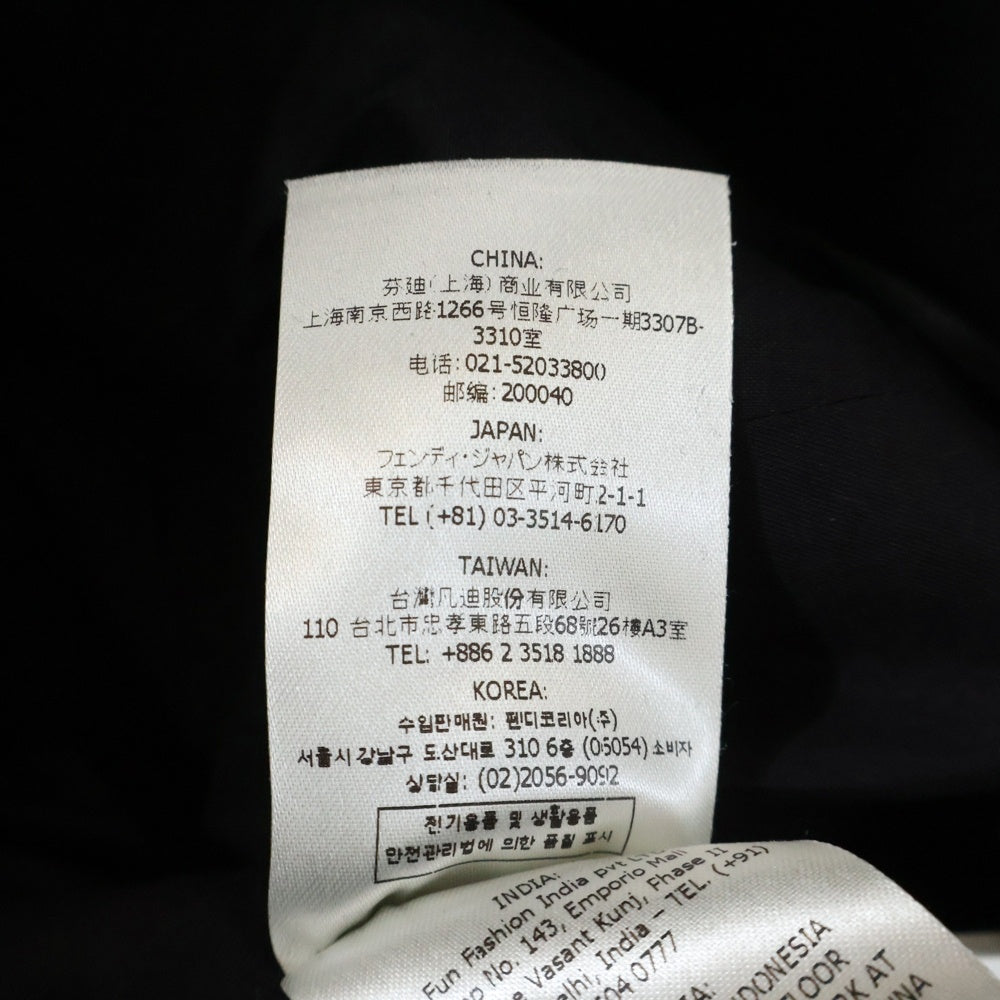 CHINA:
芬迪(上海) 商业有限公司
上海南京西路1266号恒隆广场一期3307B-
3310室
电话: 021-52033800
邮编: 200040
JAPAN:
フェンディ・ジャパン株式会社
東京都千代田区平河町2-1-1
TEL (+81) 03-3514-6170
TAIWAN:
台灣凡迪股份有限公司
110 台北市忠孝東路五段68號26樓A3室
TEL: +886 2 3518 1888
KOREA:
수입판매원: 펜디코리아(주)
서울시 강남구 도산대로 310 6층 (06054) 소비자
상담실: (02)2056-9092
전기용품 및 생활용품
안전관리법에 의한 품질 표시
INDIA:
Fun Fashion India pvt
No. 143, Emporio Mall
Vasant Kunj, Phase II
India – TEL. (+91)
0777
INDONESIA
AT